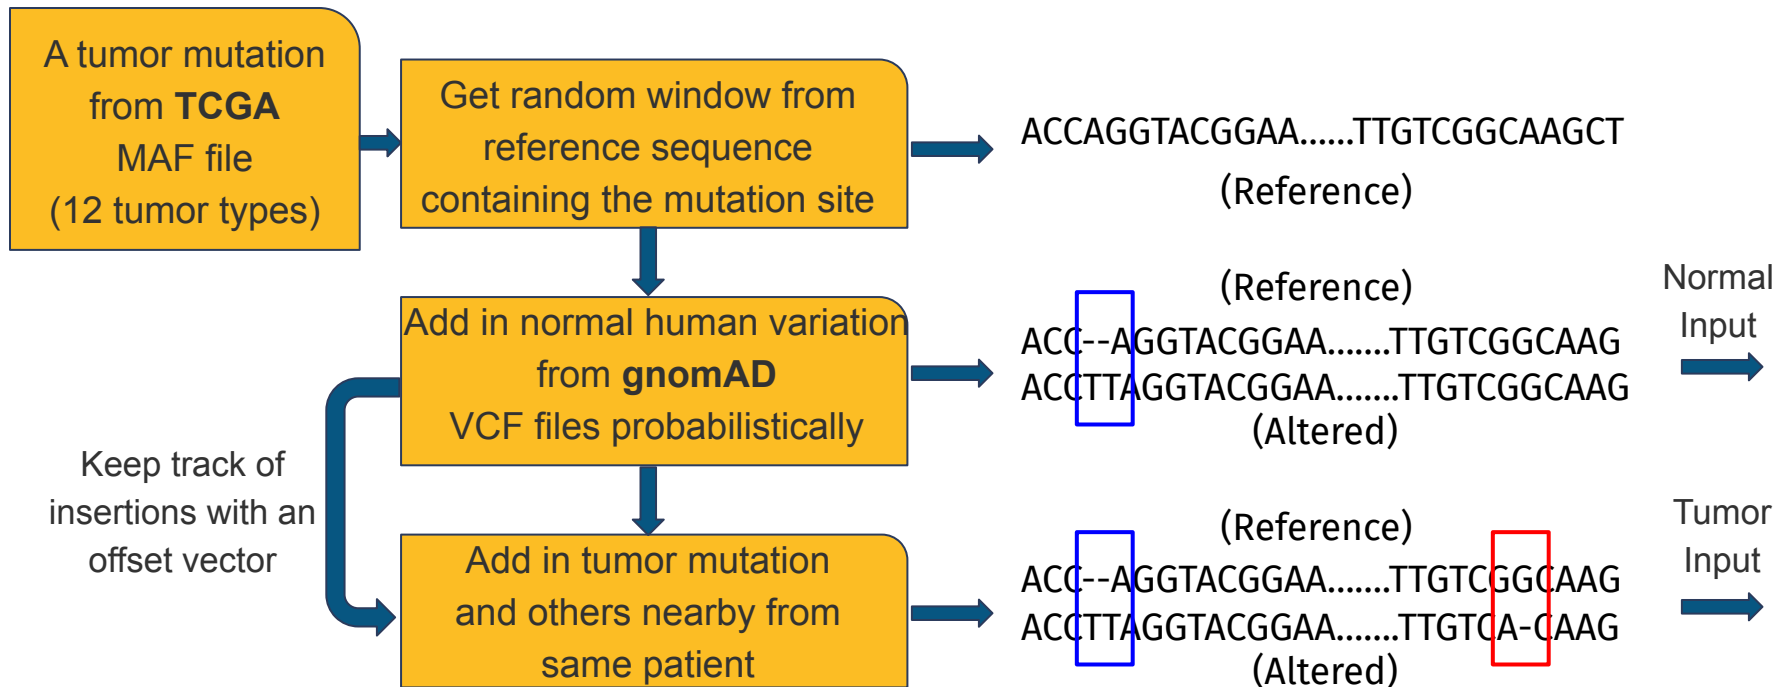 A tumor mutation
from TCGA
MAF file
(12 tumor types)
Get random window from
reference sequence
containing the mutation site
ACCAGGTACGGAA......TTGTCGGCAAGCT
(Reference)
Add in normal human variation
from gnomAD
VCF files probabilistically
(Reference)
ACC--AGGTACGGAA.......TTGTCGGCAAG
ACCTTAGGTACGGAA.......TTGTCGGCAAG
(Altered)
Normal
Input
Keep track of
insertions with an
offset vector
Add in tumor mutation
and others nearby from
same patient
(Reference)
ACC--AGGTACGGAA.......TTGTCGGCAAG
ACCTTAGGTACGGAA.......TTGTCA-CAAG
(Altered)
Tumor
Input